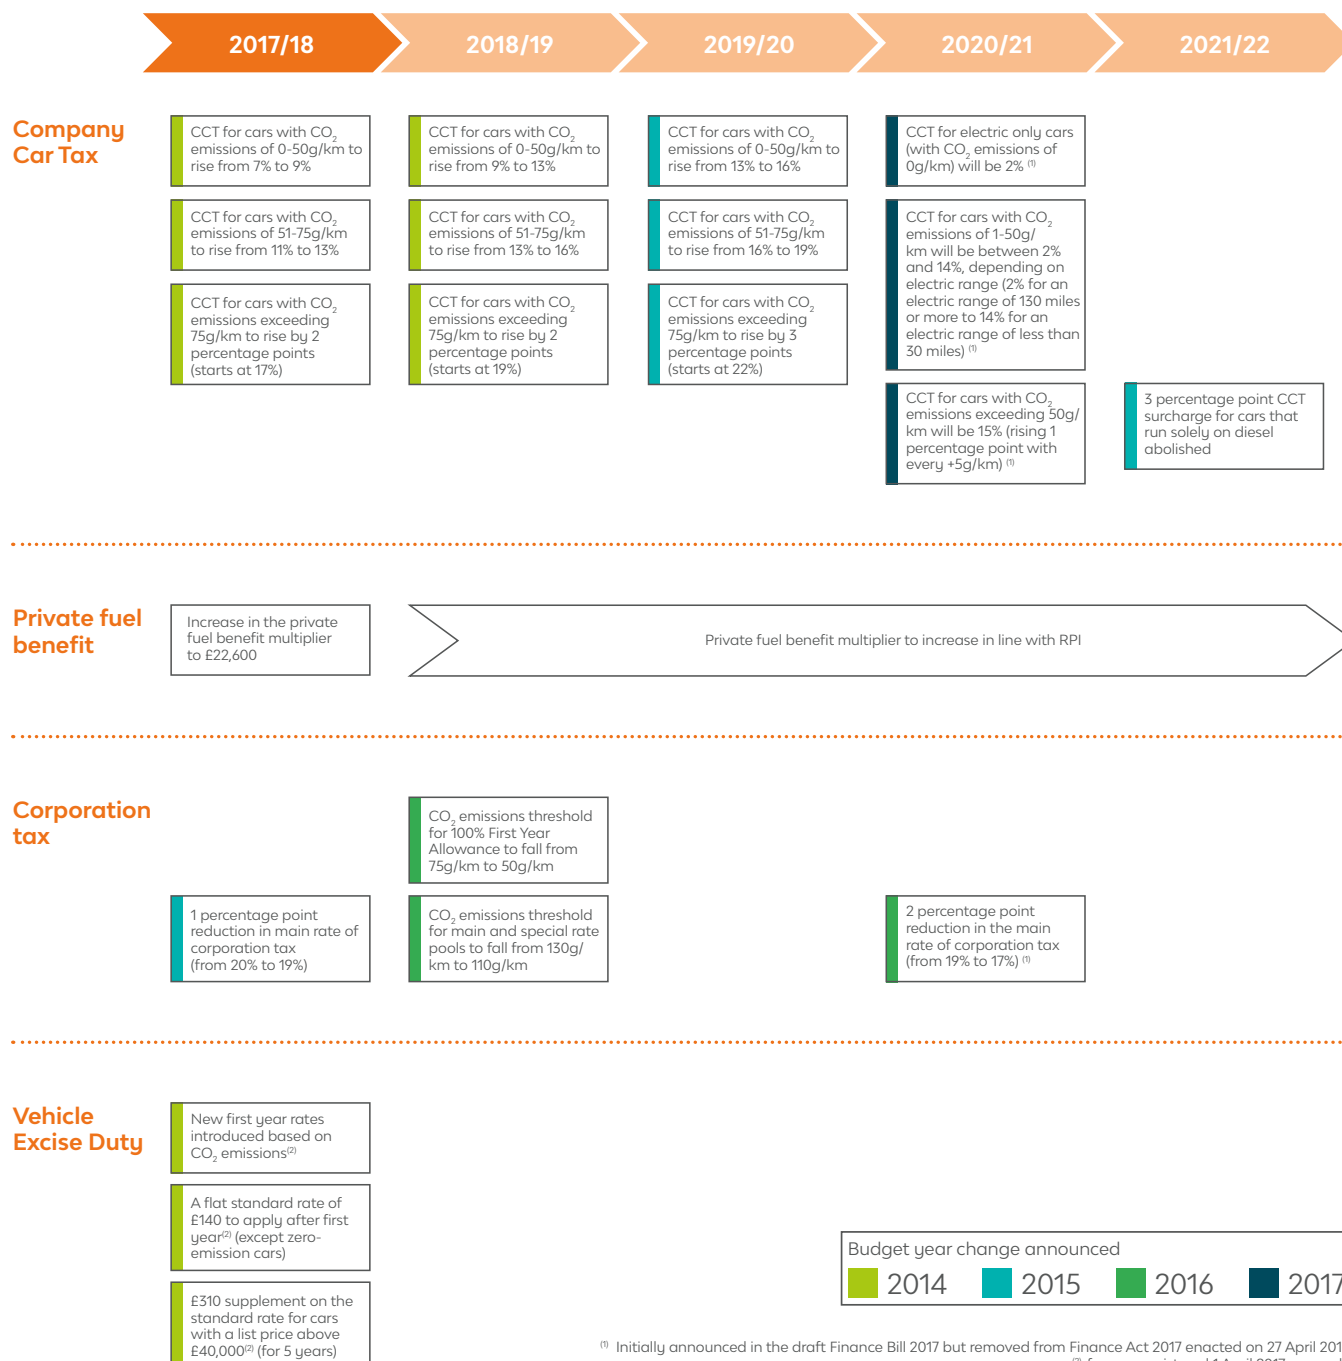 2017/18
2018/19
2019/20
2020/21
2021/22
Company
Car Tax
CCT for cars with CO₂
emissions of 0-50g/km to
rise from 7% to 9%
CCT for cars with CO₂
emissions of 51-75g/km
to rise from 11% to 13%
CCT for cars with CO₂
emissions exceeding
75g/km to rise by 2
percentage points
(starts at 17%)
CCT for cars with CO₂
emissions of 0-50g/km to
rise from 9% to 13%
CCT for cars with CO₂
emissions of 51-75g/km
to rise from 13% to 16%
CCT for cars with CO₂
emissions exceeding
75g/km to rise by 2
percentage points
(starts at 19%)
CCT for cars with CO₂
emissions of 0-50g/km to
rise from 13% to 16%
CCT for cars with CO₂
emissions of 51-75g/km
to rise from 16% to 19%
CCT for cars with CO₂
emissions exceeding
75g/km to rise by 3
percentage points
(starts at 22%)
CCT for electric only cars
(with CO₂ emissions of
0g/km) will be 2% (1)
CCT for cars with CO₂
emissions of 1-50g/
km will be between 2%
and 14%, depending on
electric range (2% for an
electric range of 130 miles
or more to 14% for an
electric range of less than
30 miles) (1)
CCT for cars with CO₂
emissions exceeding 50g/
km will be 15% (rising 1
percentage point with
every +5g/km) (1)
3 percentage point CCT
surcharge for cars that
run solely on diesel
abolished
Private fuel
benefit
Increase in the private
fuel benefit multiplier
to £22,600
Private fuel benefit multiplier to increase in line with RPI
Corporation
tax
1 percentage point
reduction in main rate of
corporation tax
(from 20% to 19%)
CO₂ emissions threshold
for 100% First Year
Allowance to fall from
75g/km to 50g/km
CO₂ emissions threshold
for main and special rate
pools to fall from 130g/
km to 110g/km
2 percentage point
reduction in the main
rate of corporation tax
(from 19% to 17%) (1)
Vehicle
Excise Duty
New first year rates
introduced based on
CO₂ emissions(2)
A flat standard rate of
£140 to apply after first
year(2) (except zero-
emission cars)
£310 supplement on the
standard rate for cars
with a list price above
£40,000(2) (for 5 years)
Budget year change announced
2014
2015
2016
2017
(1) Initially announced in the draft Finance Bill 2017 but removed from Finance Act 2017 enacted on 27 April 201